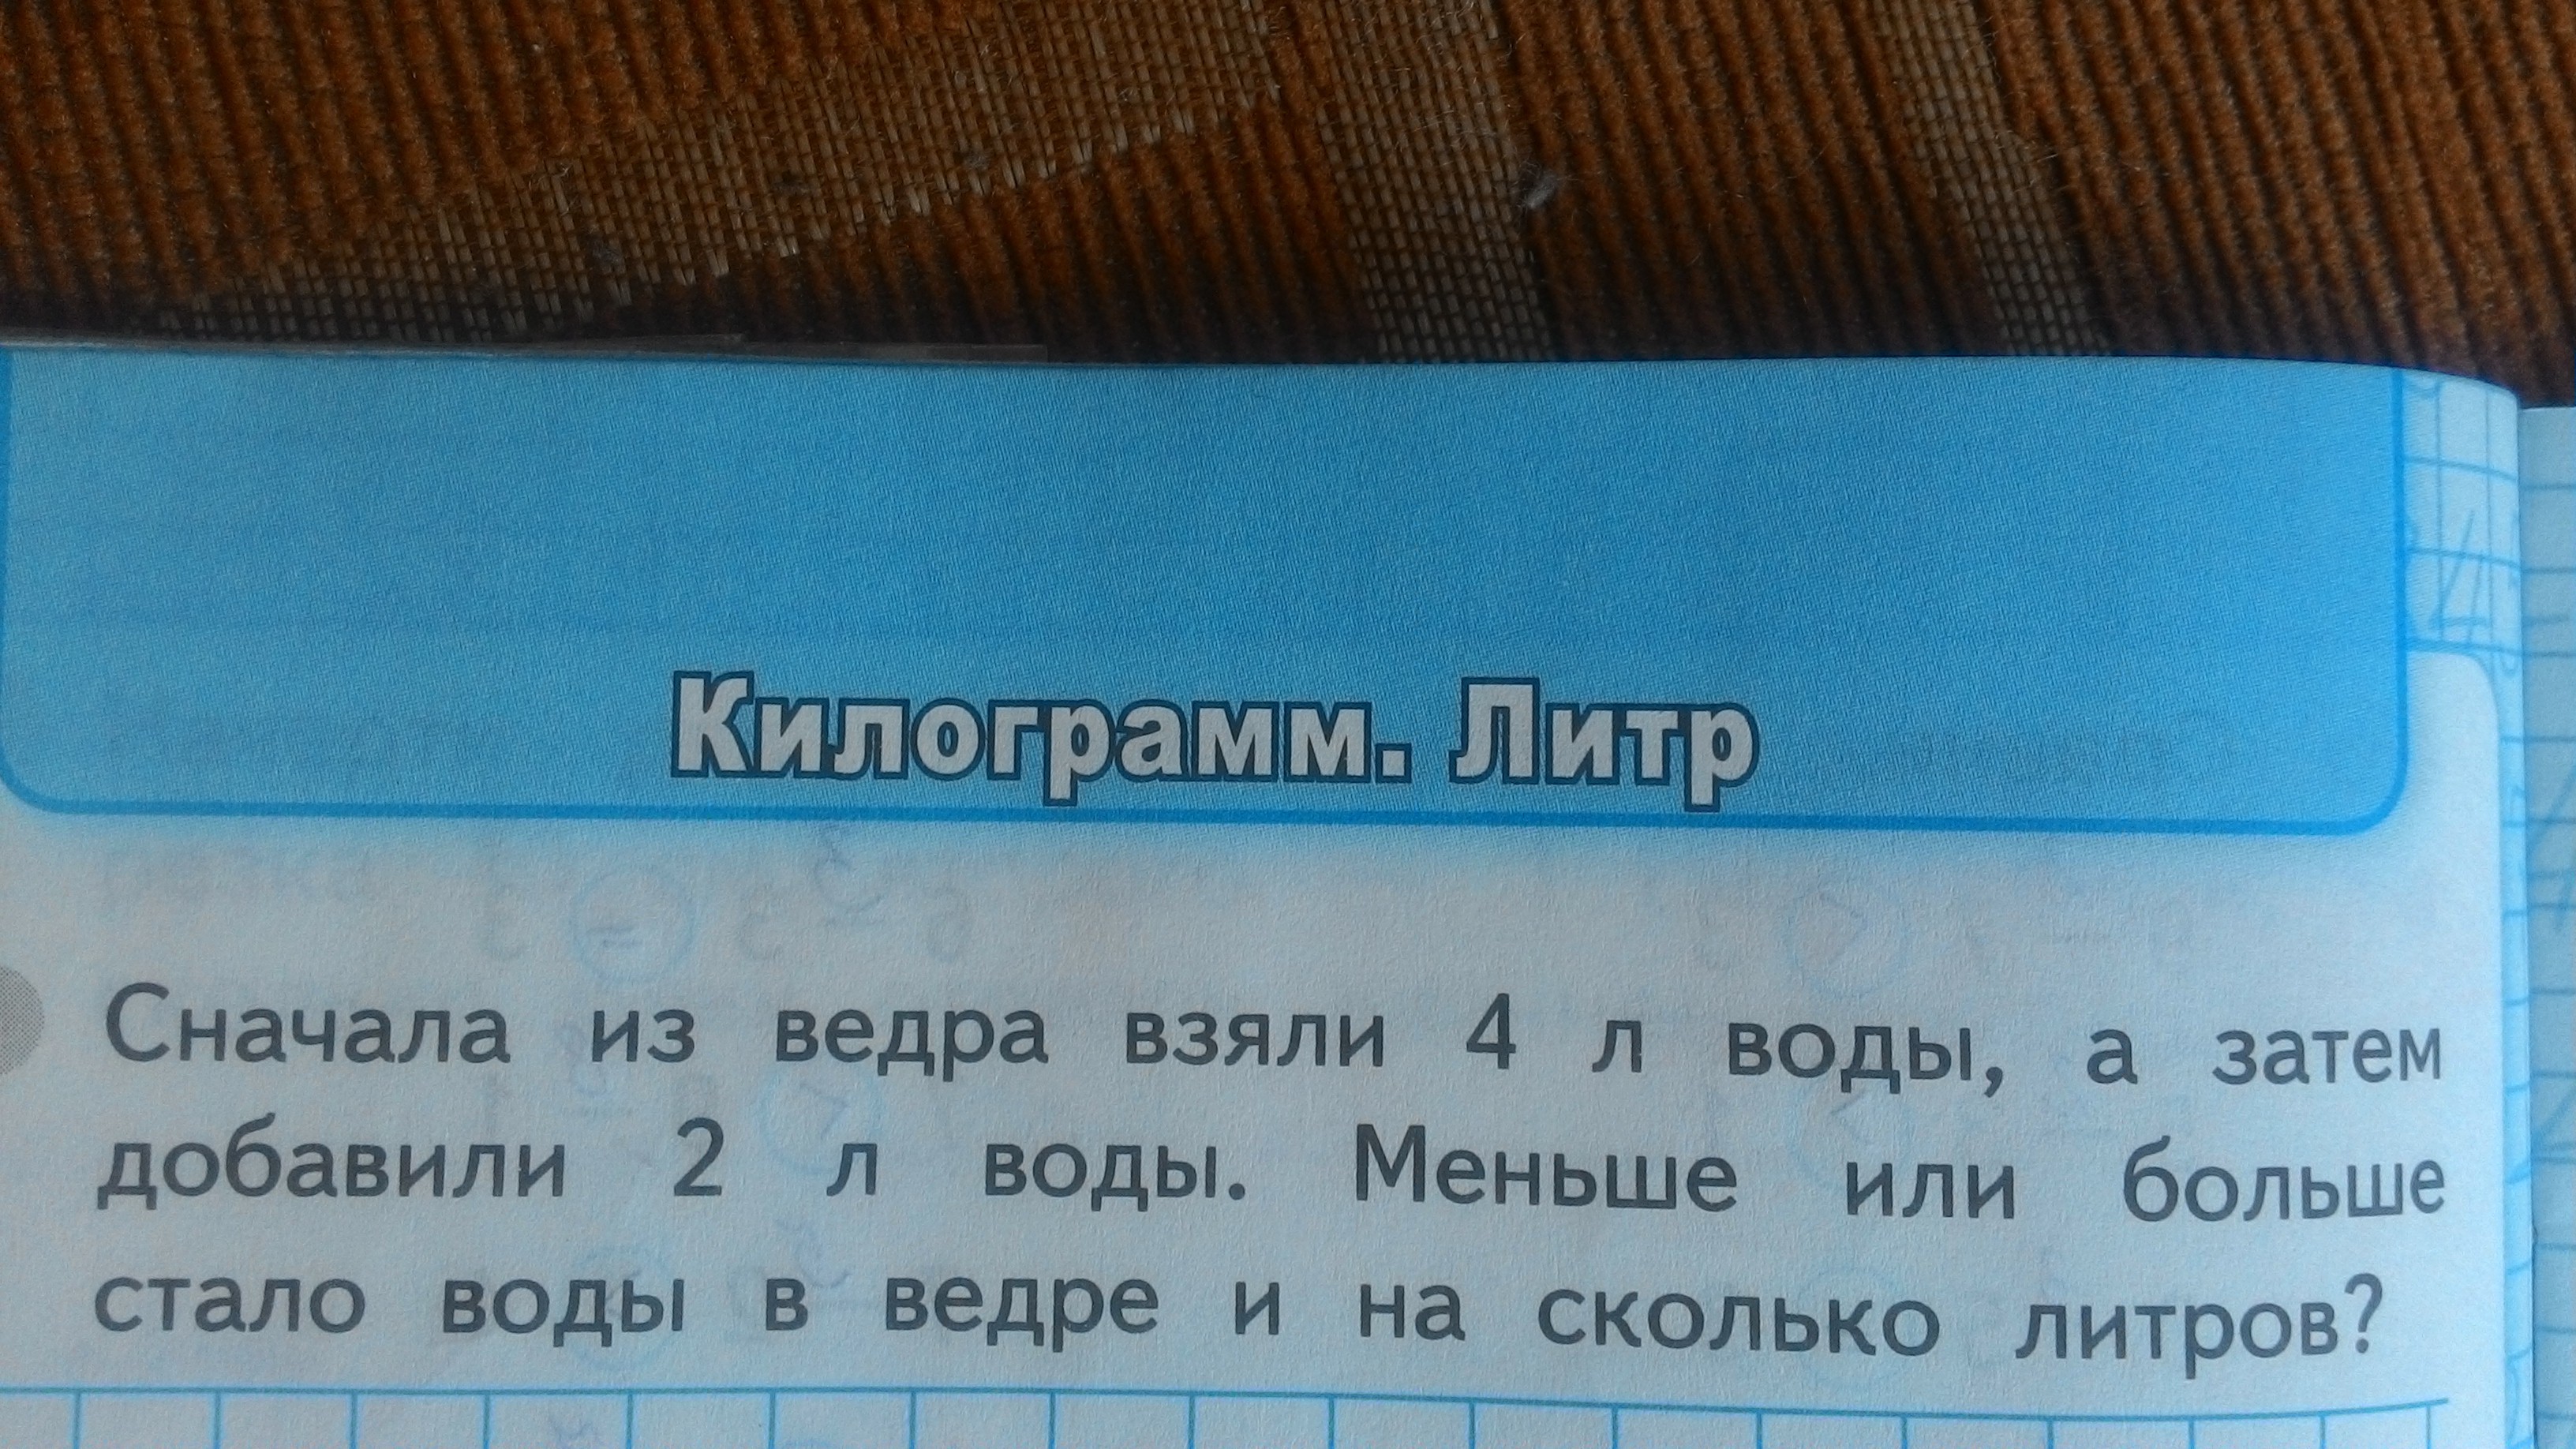 Килограмм. Литр
Сначала из ведра взяли 4 л воды, а затем
добавили 2 л воды. Меньше или больше
стало воды в ведре и на сколько литров?